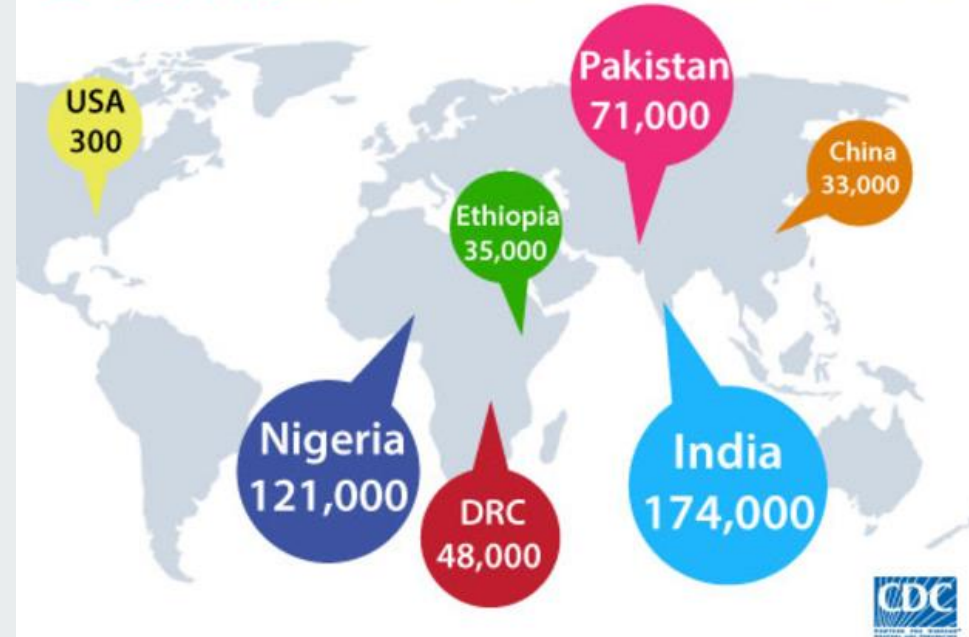 USA
300
Pakistan
71,000
China
33,000
Ethiopia
35,000
Nigeria
121,000
DRC
48,000
India
174,000
CDC